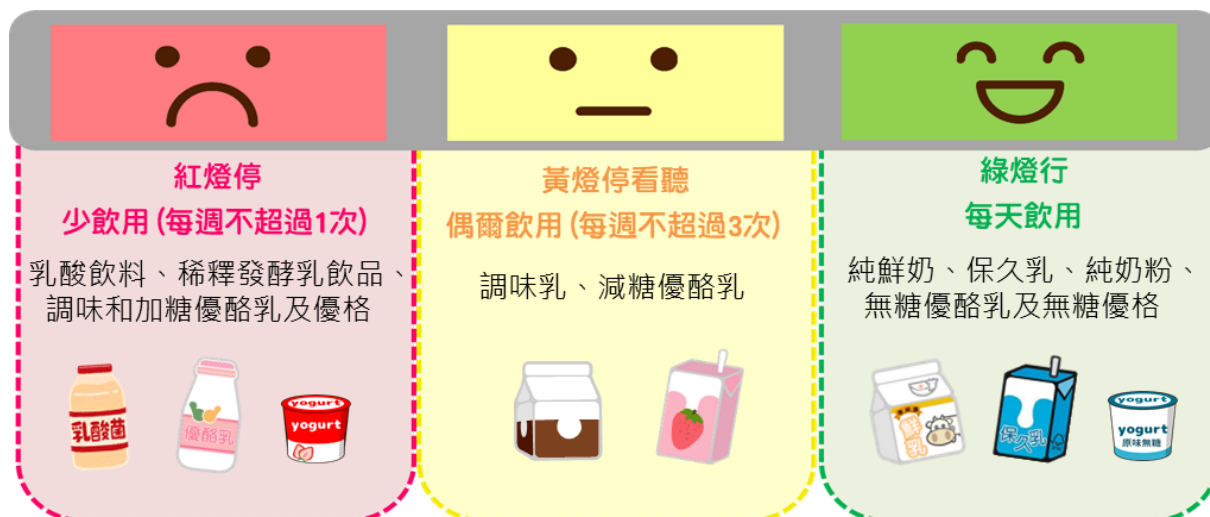 紅燈停
少飲用(每週不超過1次)
乳酸飲料、稀釋發酵乳飲品、
調味和加糖優酪乳及優格
乳酸菌
優酪乳
yogurt
yogurt
黃燈停看聽
偶爾飲用(每週不超過3次)
調味乳、減糖優酪乳
綠燈行
每天飲用
純鮮奶、保久乳、純奶粉、
無糖優酪乳及無糖優格
鮮乳
保久乳
yogurt
yogurt
原味無糖